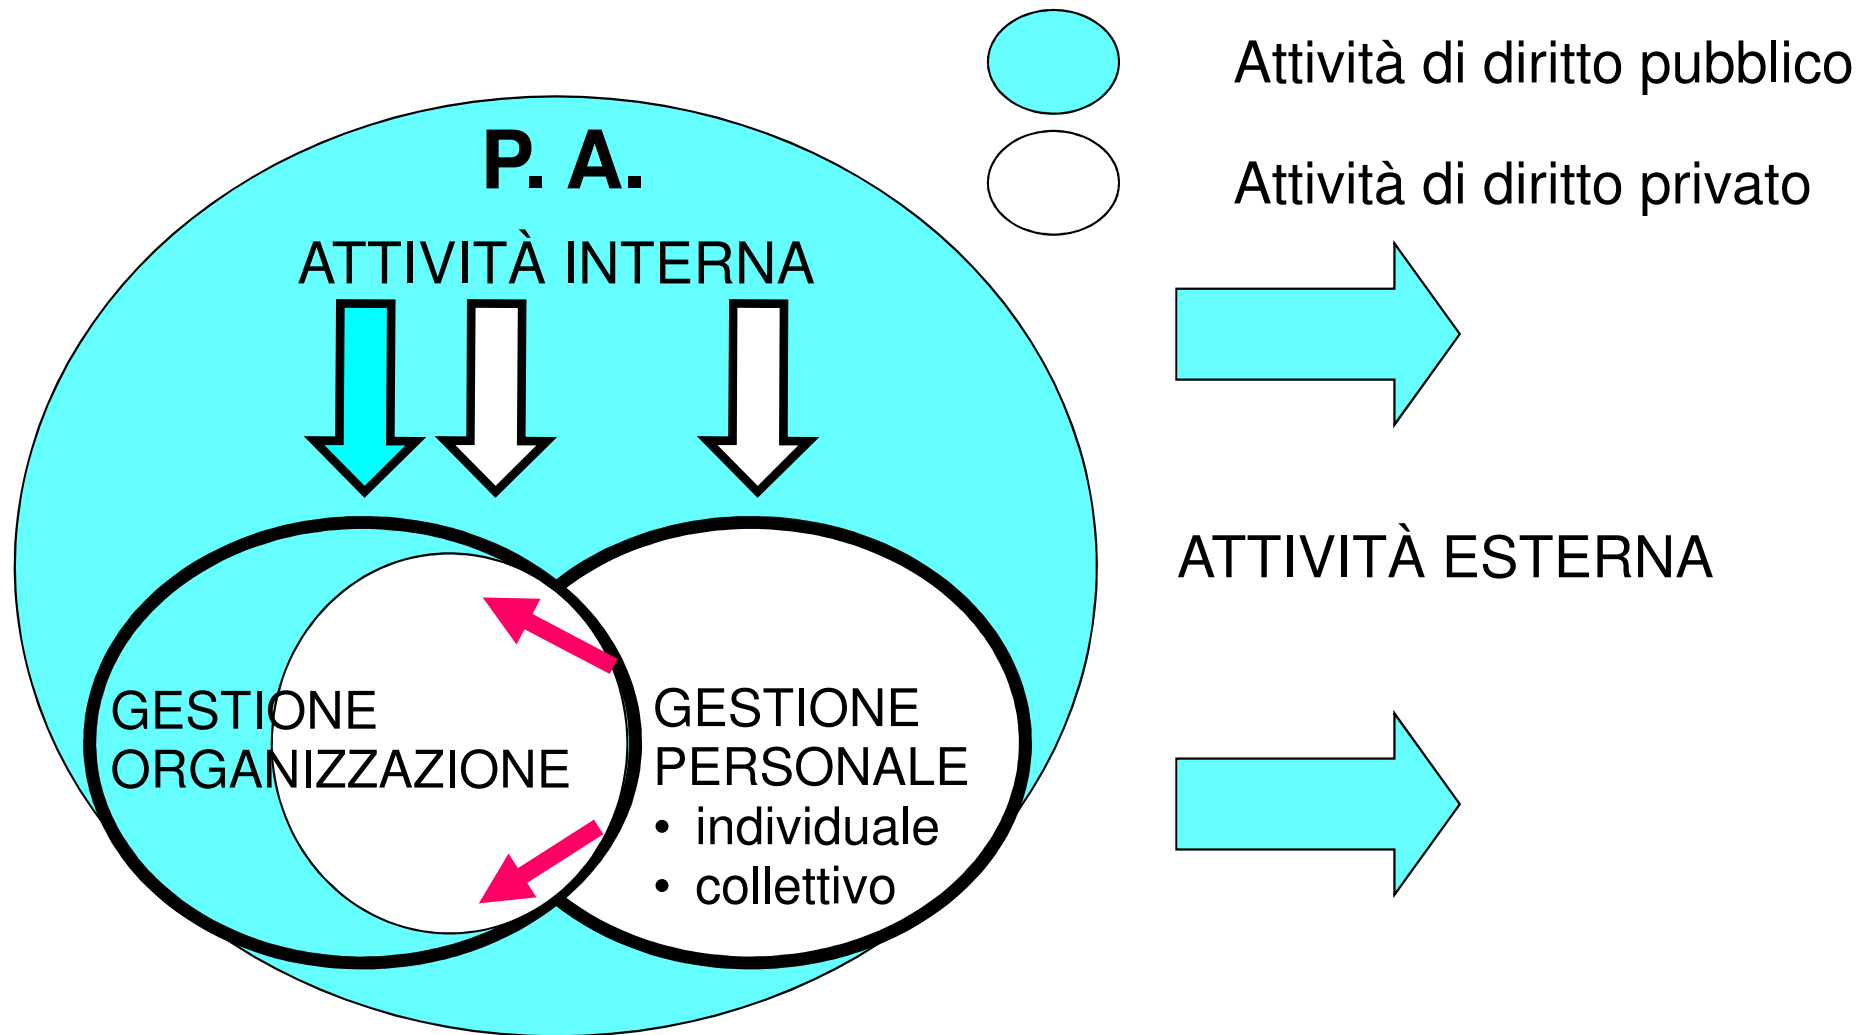 Attività di diritto pubblico
Attività di diritto privato
P. A.
ATTIVITÀ INTERNA
ATTIVITÀ ESTERNA
GESTIONE
ORGANIZZAZIONE
GESTIONE
PERSONALE
• individuale
• collettivo